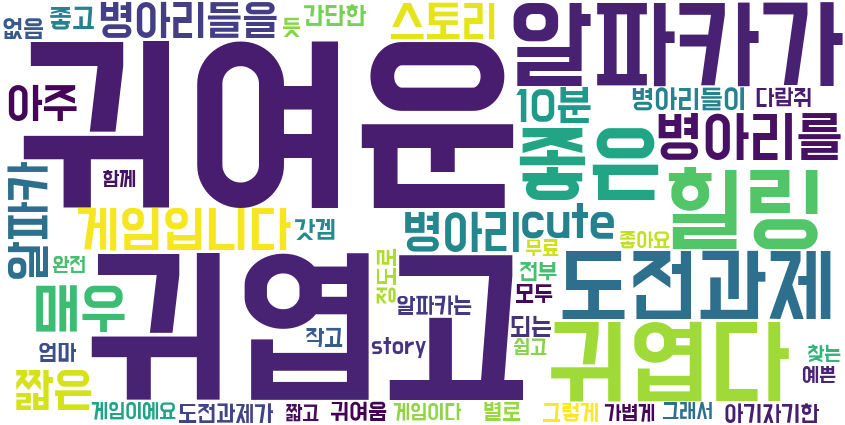 없음
좋고
병아리들을
듯
간단한
스토리
알파카가
귀여운
아주
10분
병아리들이
다람쥐
병아리를
좋은
함께
알파카
게임입니다
갓겜
병아리
cute
무료
좋아요
힐링
완전
매우
귀엽고
정도로
전부
모두
도전과제
알파카는
되는
작고
story
쉽고
귀엽다
찾는
예쁜
엄마
짧은
게임이에요
도전과제가
짧고
귀여움
게임이다
별로
그렇게
가볍게
그래서
아기자기한